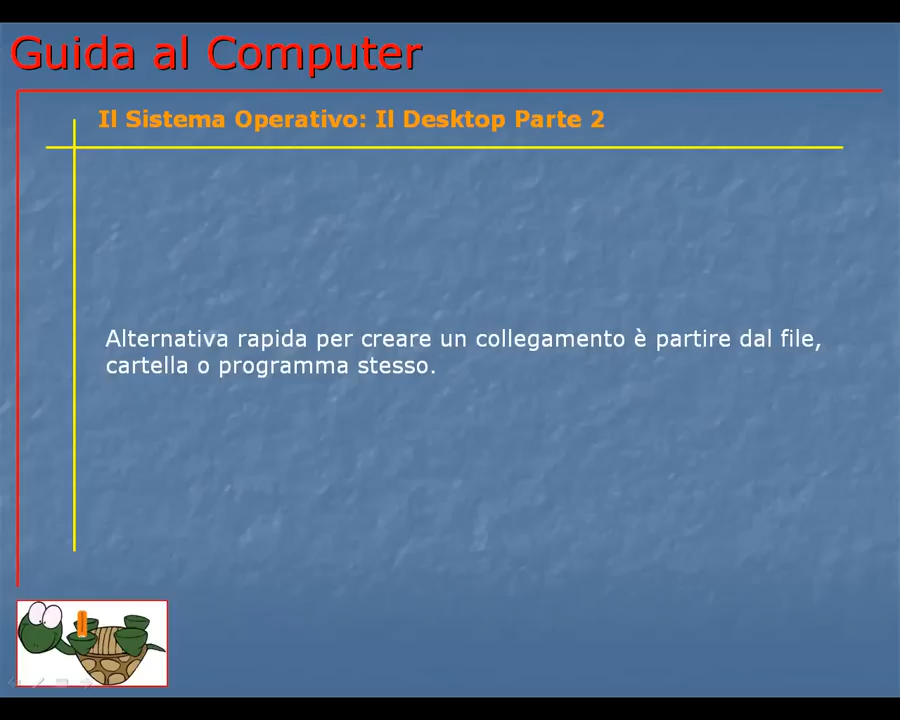 Guida al Computer
Il Sistema Operativo: Il Desktop Parte 2
Alternativa rapida per creare un collegamento è partire dal file,
cartella o programma stesso.